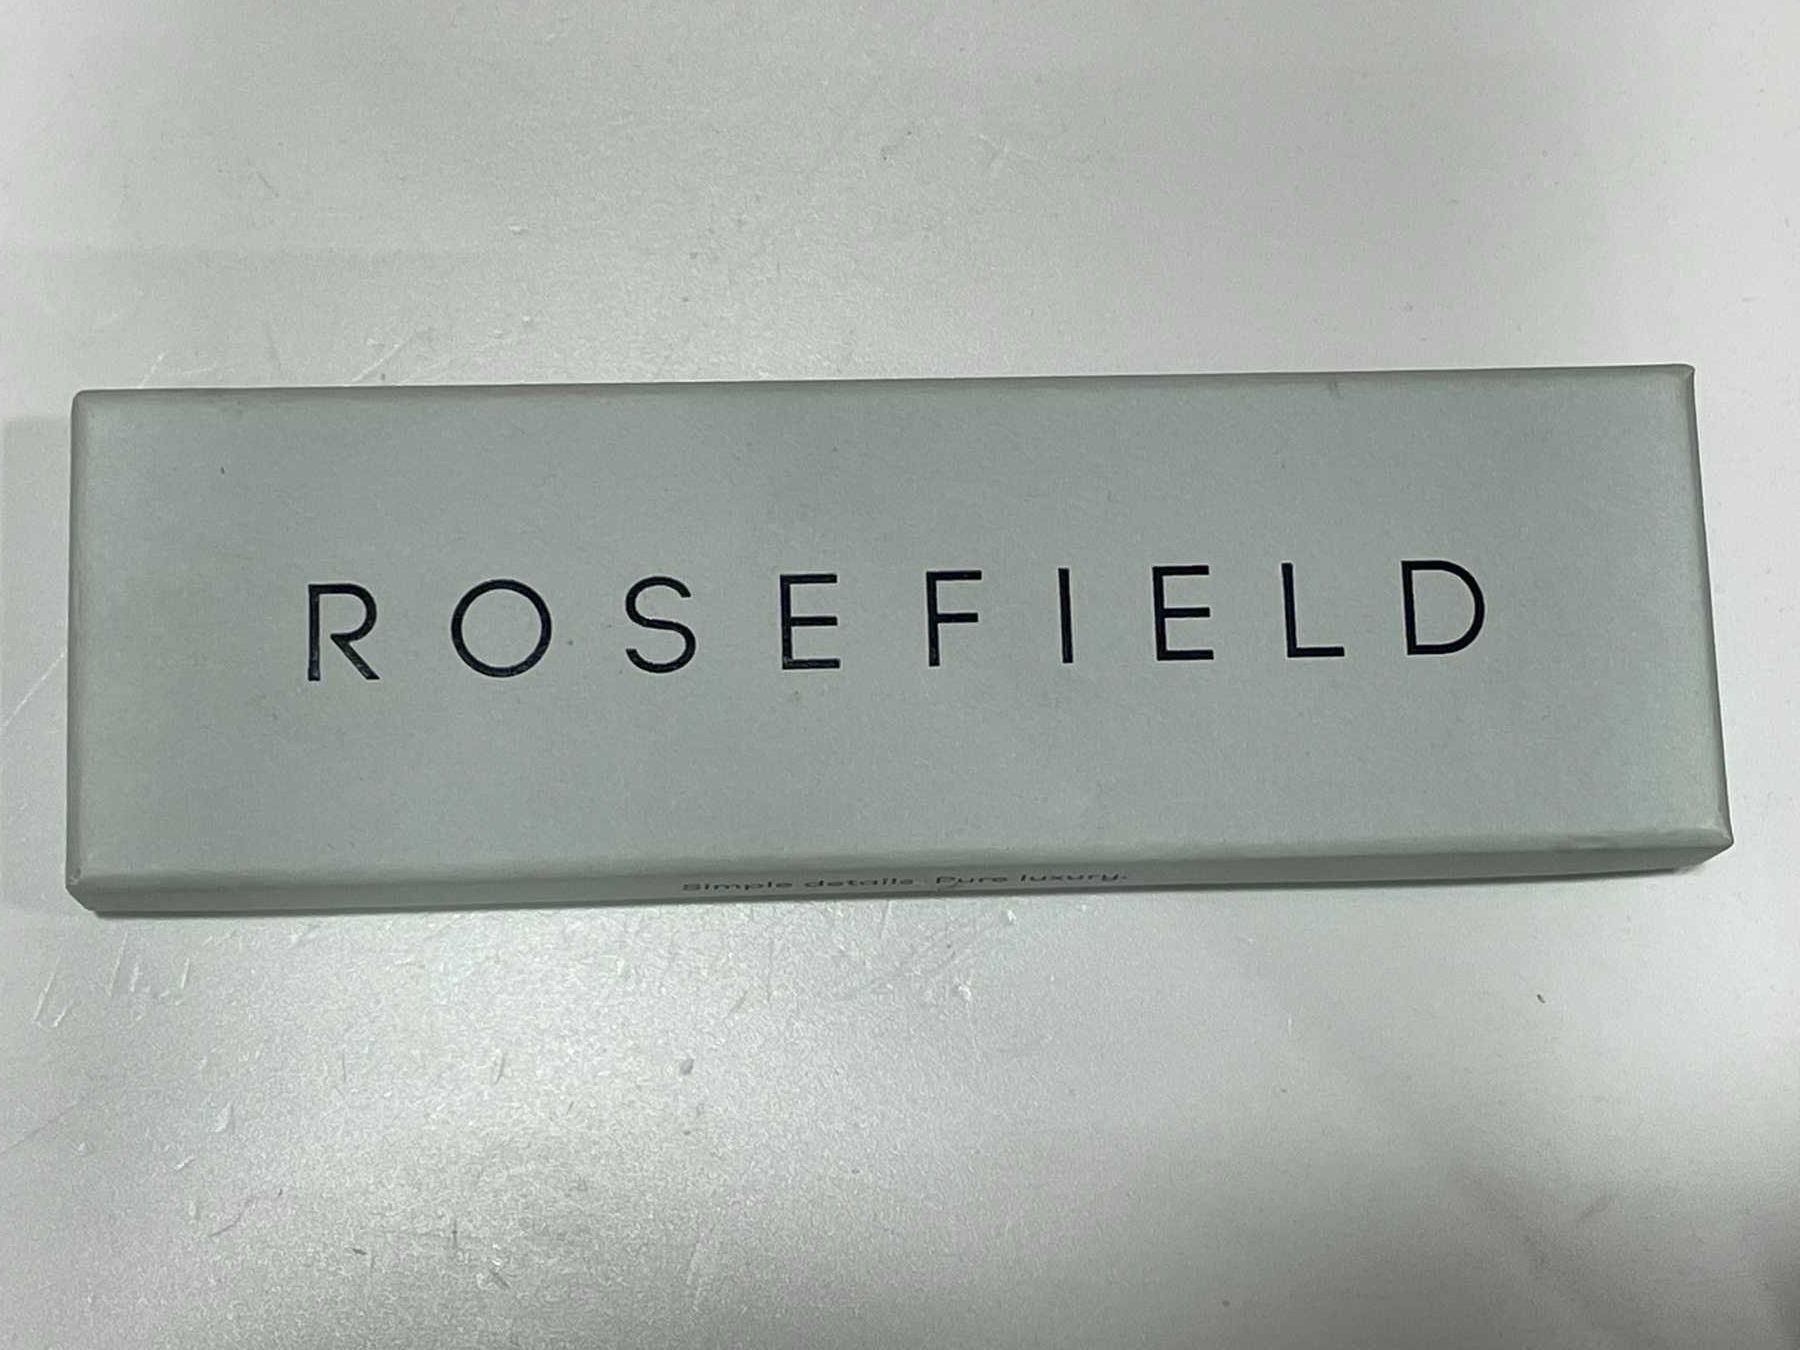 ROSEFIELD
Simple details. Pure luxury.